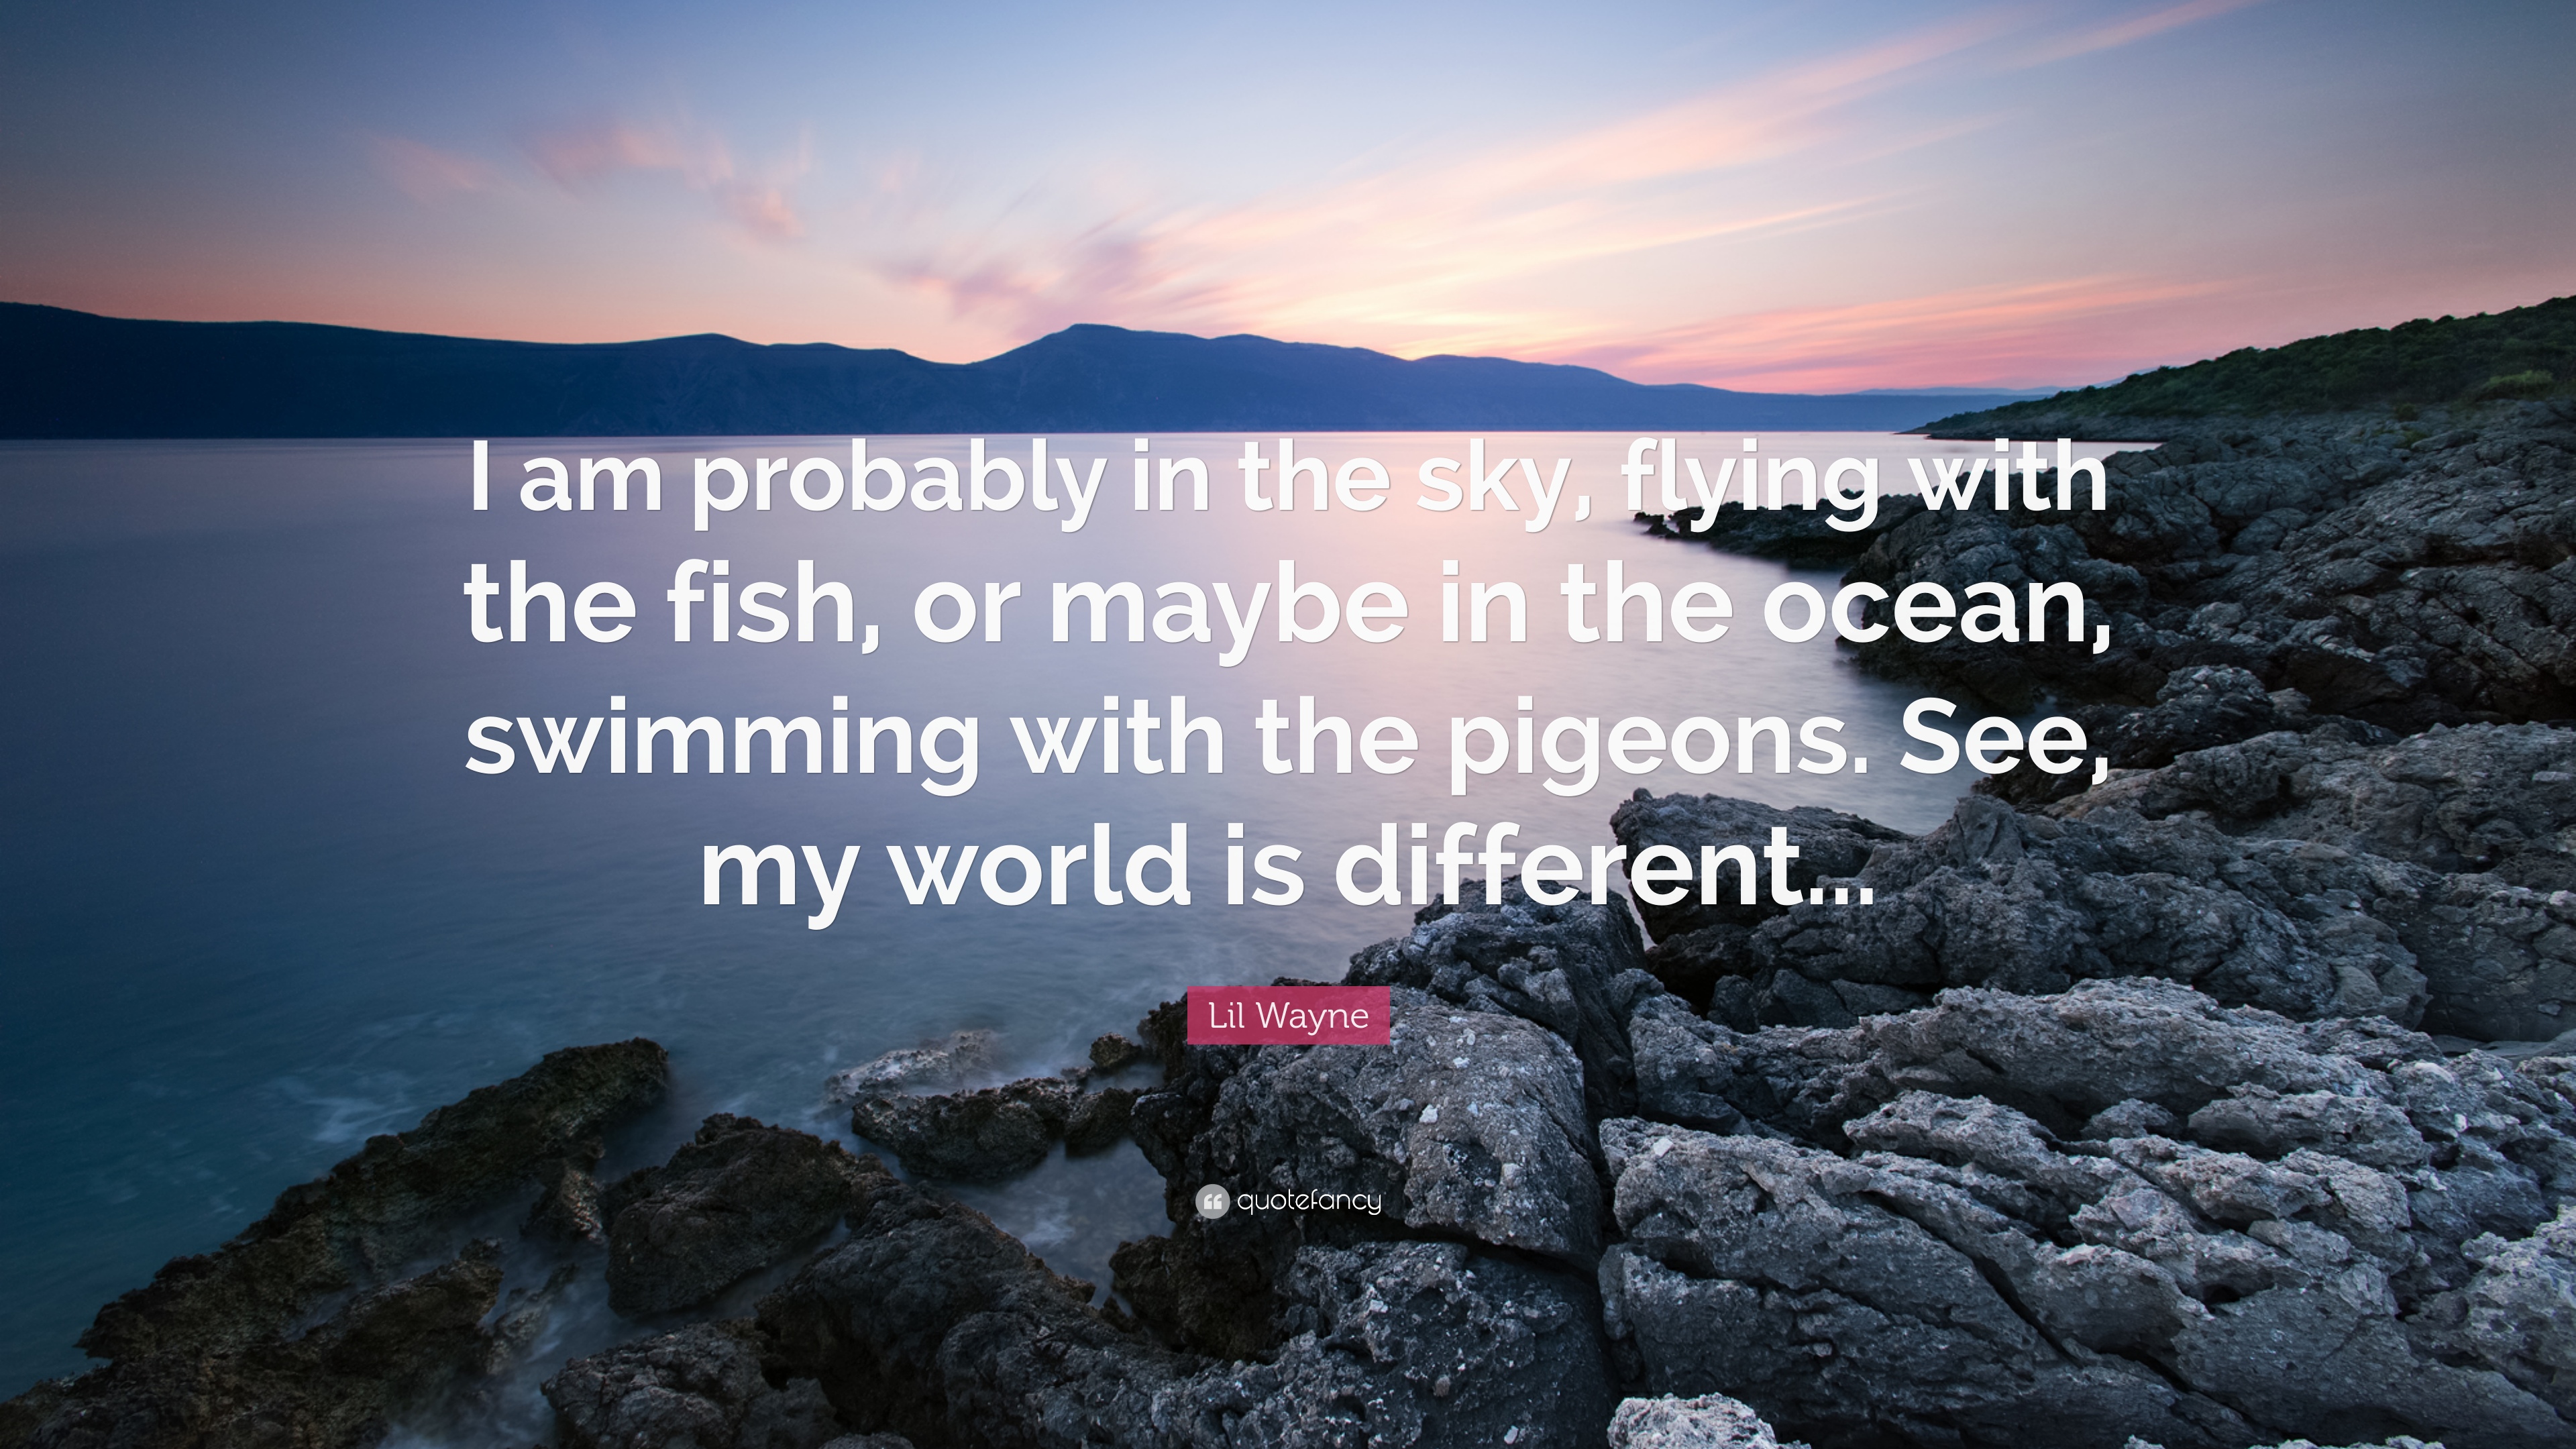 I am probably in the sky, flying with
the fish, or maybe in the ocean,
swimming with the pigeons. See,
my world is different...
Lil Wayne
quotefancy